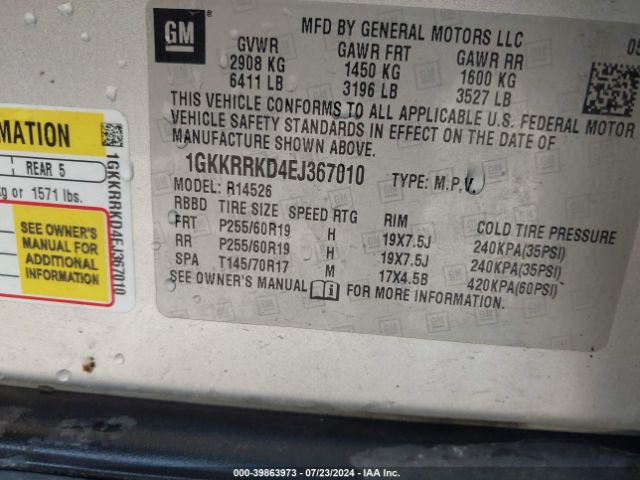 GM
MFD BY GENERAL MOTORS LLC
GVWR GAWR FRT GAWR RR
2908 KG 1450 KG 1600 KG
6411 LB 3196 LB 3527 LB
THIS VEHICLE CONFORMS TO ALL APPLICABLE U.S. FEDERAL MOTOR
VEHICLE SAFETY STANDARDS IN EFFECT ON THE DATE OF
MANUFACTURE SHOWN ABOVE.
1GKKRRKD4EJ367010 TYPE: M.P.V.
MODEL: R14526
RBBD TIRE SIZE SPEED RTG RIM COLD TIRE PRESSURE
FRT P255/60R19 H 19X7.5J 240KPA(35PSI)
RR P255/60R19 H 19X7.5J 240KPA(35PSI)
SPA T145/70R17 M 17X4.5B 420KPA(60PSI)
SEE OWNER'S MANUAL FOR MORE INFORMATION.
REAR 5
kg or 1571 lbs.
SEE OWNER'S
MANUAL FOR
ADDITIONAL
INFORMATION
1GKKRRKD4EJ367010
000-39863973 - 07/23/2024 - IAA Inc.